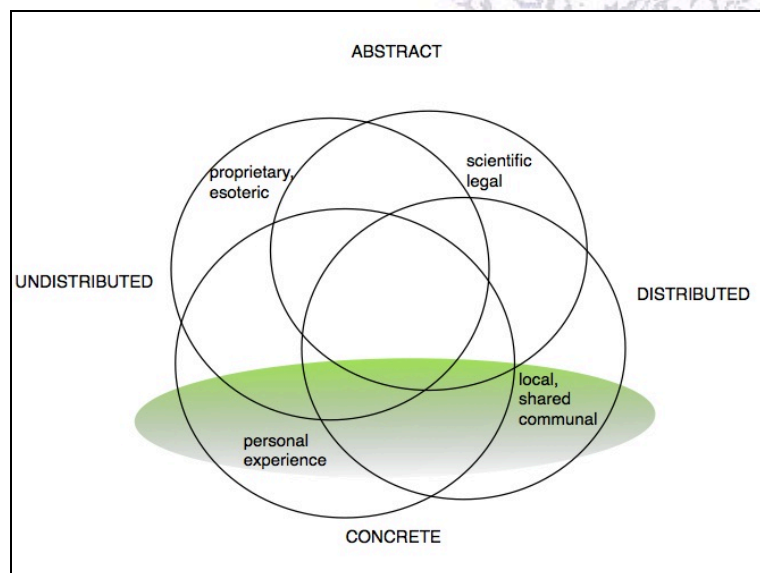 ABSTRACT
proprietary,
esoteric
scientific
legal
UNDISTRIBUTED
DISTRIBUTED
local,
shared
communal
personal
experience
CONCRETE